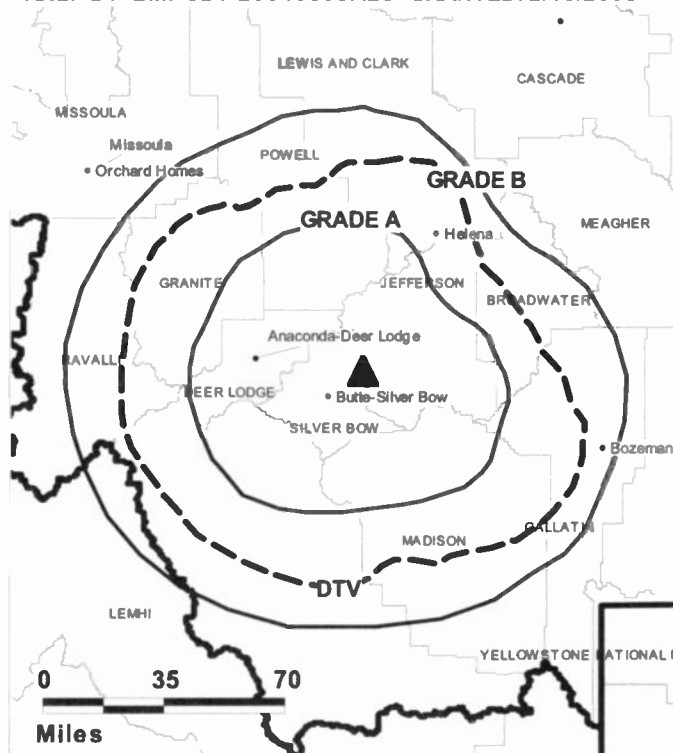 LEWIS AND CLARK
CASCADE
MISSOULA
Missoula
POWELL
Orchard Homes
GRADE B
GRADE A
MEAGHER
Helena
GRANITE
JEFFERSON
BROADWATER
Anaconda-Deer Lodge
RAVALLI
DEER LODGE
Butte-Silver Bow
SILVER BOW
Bozeman
GALLATIN
MADISON
DTV
LEMHI
YELLOWSTONE NATIONAL
0 35 70
Miles